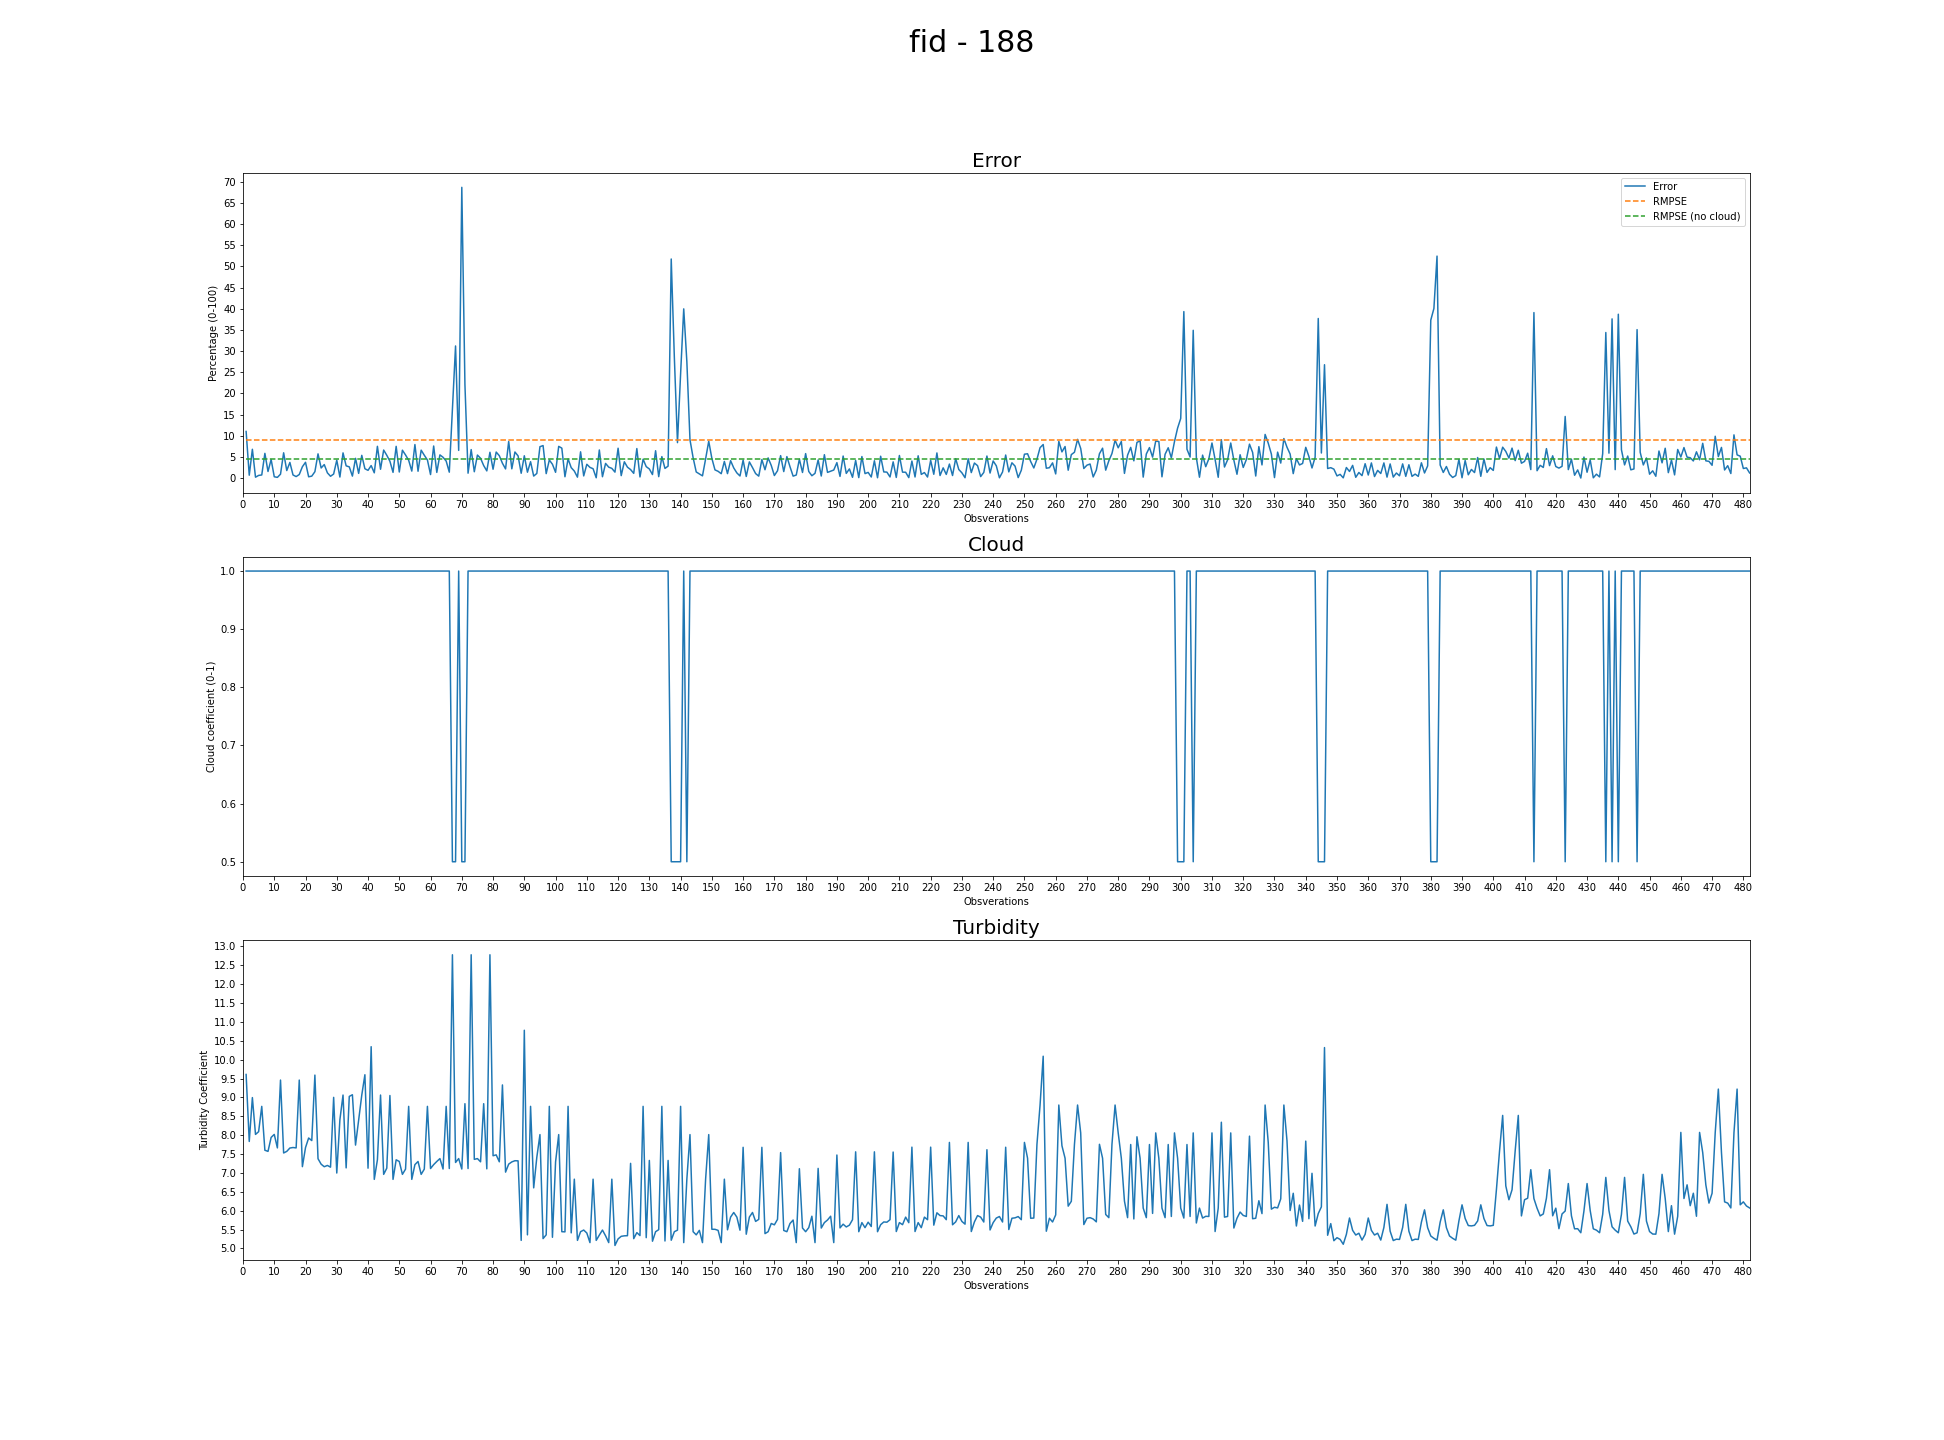 fid - 188
Error
70
65
60
55
50
45
40
35
30
25
20
15
10
5
0
Percentage (0-100)
Error
RMPSE
RMPSE (no cloud)
0 10 20 30 40 50 60 70 80 90 100 110 120 130 140 150 160 170 180 190 200 210 220 230 240 250 260 270 280 290 300 310 320 330 340 350 360 370 380 390 400 410 420 430 440 450 460 470 480
Obsverations
Cloud
1.0
0.9
0.8
0.7
0.6
0.5
Cloud coefficient (0-1)
0 10 20 30 40 50 60 70 80 90 100 110 120 130 140 150 160 170 180 190 200 210 220 230 240 250 260 270 280 290 300 310 320 330 340 350 360 370 380 390 400 410 420 430 440 450 460 470 480
Obsverations
Turbidity
13.0
12.5
12.0
11.5
11.0
10.5
10.0
9.5
9.0
8.5
8.0
7.5
7.0
6.5
6.0
5.5
5.0
Turbidity Coefficient
0 10 20 30 40 50 60 70 80 90 100 110 120 130 140 150 160 170 180 190 200 210 220 230 240 250 260 270 280 290 300 310 320 330 340 350 360 370 380 390 400 410 420 430 440 450 460 470 480
Obsverations